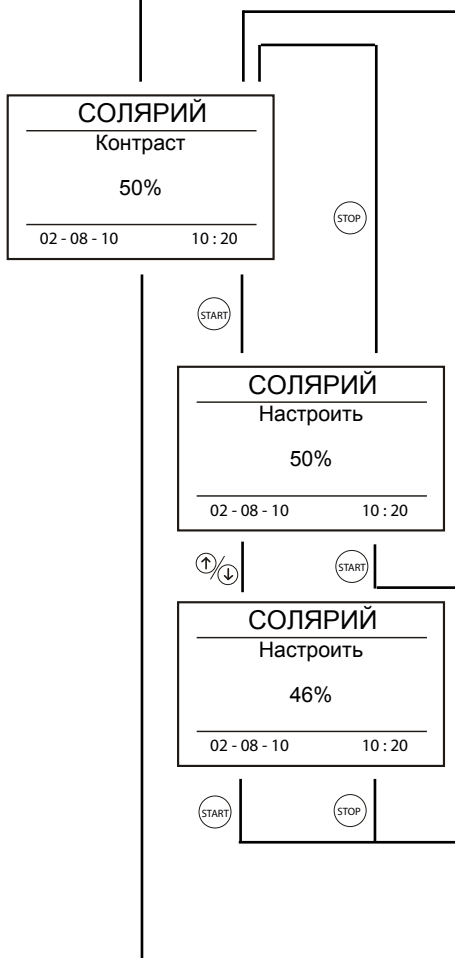 СОЛЯРИЙ
Контраст
50%
02 - 08 - 10 10 : 20
STOP
START
СОЛЯРИЙ
Настроить
50%
02 - 08 - 10 10 : 20
START
СОЛЯРИЙ
Настроить
46%
02 - 08 - 10 10 : 20
START STOP